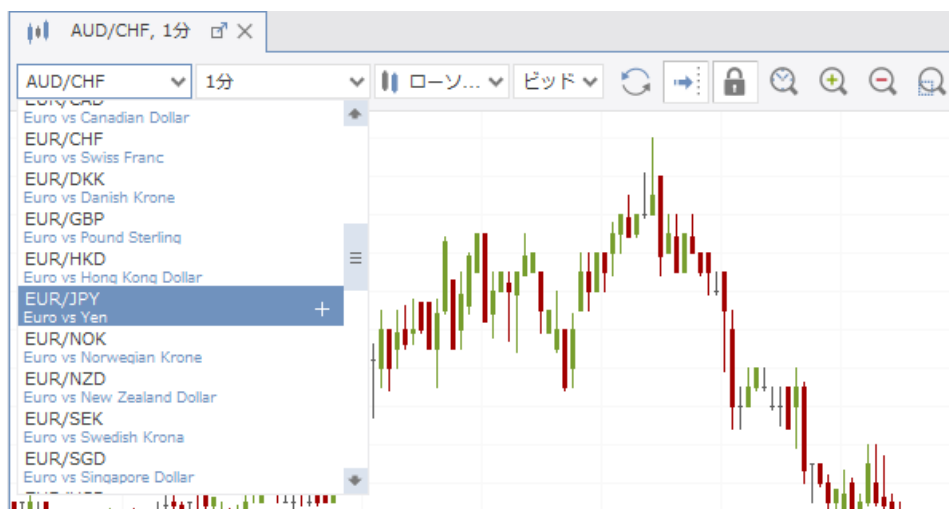 AUD/CHF, 1分
AUD/CHF
1分
ローソ...
ビッド
EUR/CAD
Euro vs Canadian Dollar
EUR/CHF
Euro vs Swiss Franc
EUR/DKK
Euro vs Danish Krone
EUR/GBP
Euro vs Pound Sterling
EUR/HKD
Euro vs Hong Kong Dollar
EUR/JPY
Euro vs Yen
EUR/NOK
Euro vs Norwegian Krone
EUR/NZD
Euro vs New Zealand Dollar
EUR/SEK
Euro vs Swedish Krona
EUR/SGD
Euro vs Singapore Dollar